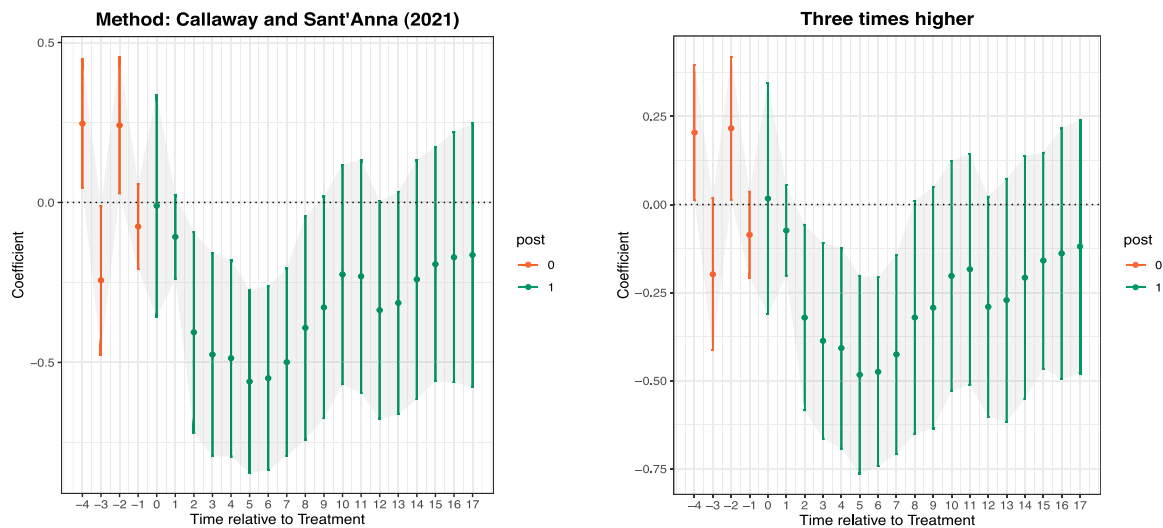 Method: Callaway and Sant'Anna (2021)
0.5
0.0
−0.5
Coefficient
−4 −3 −2 −1 0 1 2 3 4 5 6 7 8 9 10 11 12 13 14 15 16 17
Time relative to Treatment
post
0
1
Three times higher
0.25
0.00
−0.25
−0.50
−0.75
Coefficient
−4 −3 −2 −1 0 1 2 3 4 5 6 7 8 9 10 11 12 13 14 15 16 17
Time relative to Treatment
post
0
1